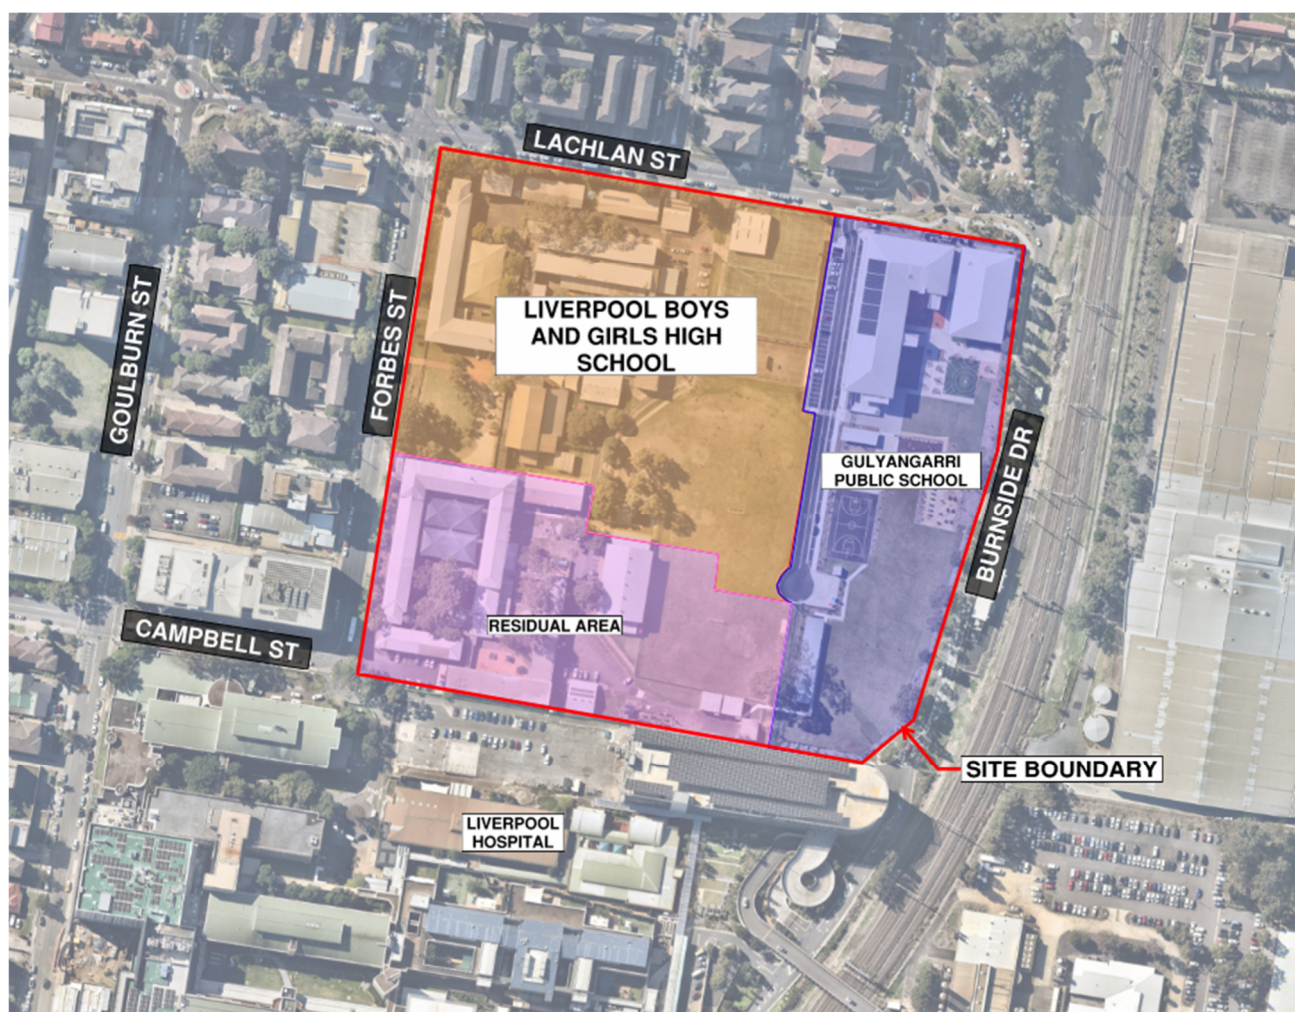 LACHLAN ST
LIVERPOOL BOYS
AND GIRLS HIGH
SCHOOL
GOULBURN ST
FORBES ST
GULYANGARRI
PUBLIC SCHOOL
BURNSIDE DR
CAMPBELL ST
RESIDUAL AREA
SITE BOUNDARY
LIVERPOOL
HOSPITAL